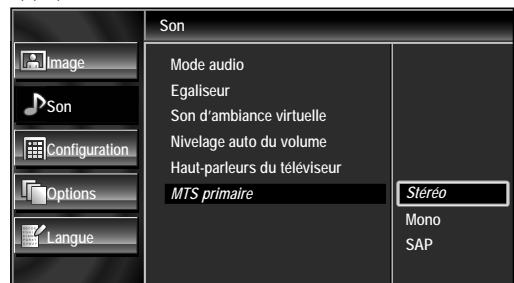 Son
Image
Son
Configuration
Options
Langue
Mode audio
Egaliseur
Son d'ambiance virtuelle
Nivelage auto du volume
Haut-parleurs du téléviseur
MTS primaire
Stéréo
Mono
SAP